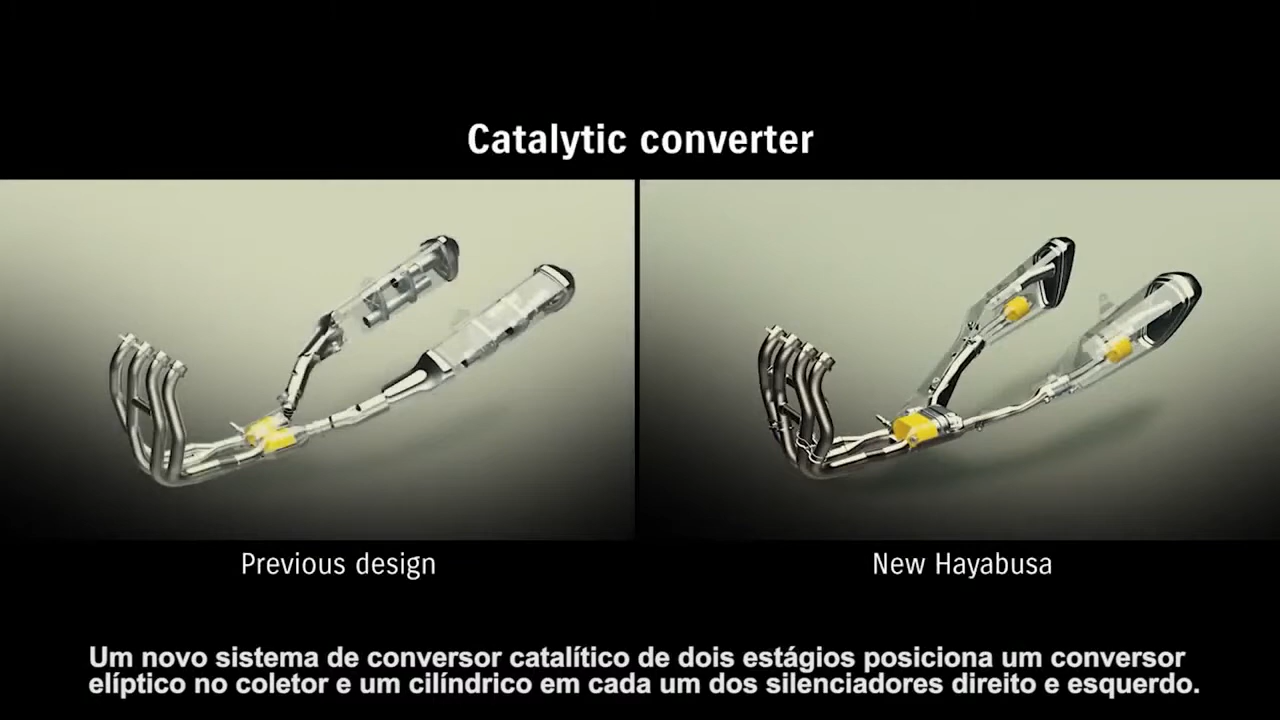 Catalytic converter
Previous design
New Hayabusa
Um novo sistema de conversor catalítico de dois estágios posiciona um conversor
elíptico no coletor e um cilíndrico em cada um dos silenciadores direito e esquerdo.